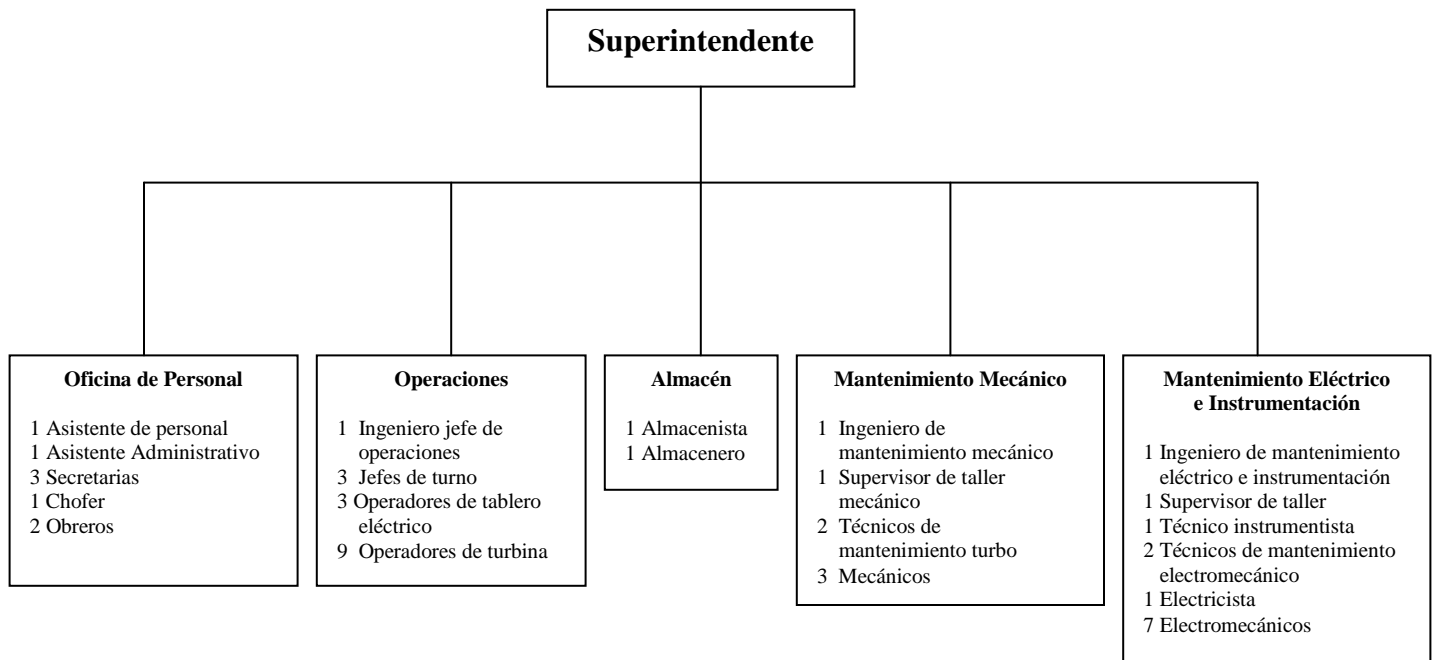 Superintendente
Oficina de Personal
1 Asistente de personal
1 Asistente Administrativo
3 Secretarias
1 Chofer
2 Obreros
Operaciones
1 Ingeniero jefe de
operaciones
3 Jefes de turno
3 Operadores de tablero
eléctrico
9 Operadores de turbina
Almacén
1 Almacenista
1 Almacenero
Mantenimiento Mecánico
1 Ingeniero de
mantenimiento mecánico
1 Supervisor de taller
mecánico
2 Técnicos de
mantenimiento turbo
3 Mecánicos
Mantenimiento Eléctrico
e Instrumentación
1 Ingeniero de mantenimiento
eléctrico e instrumentación
1 Supervisor de taller
1 Técnico instrumentista
2 Técnicos de mantenimiento
electromecánico
1 Electricista
7 Electromecánicos